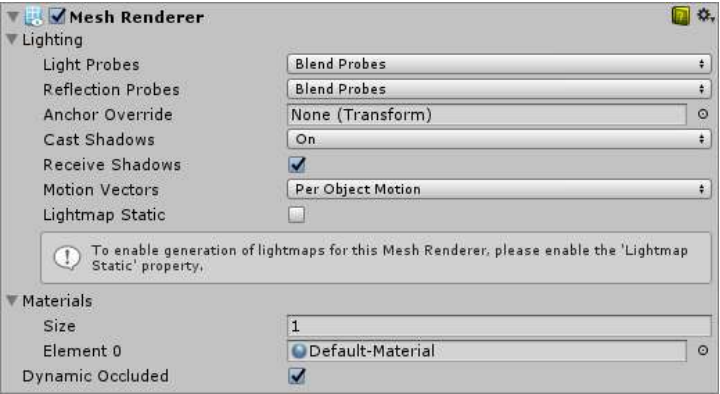 Mesh Renderer
Lighting
Light Probes Blend Probes
Reflection Probes Blend Probes
Anchor Override None (Transform)
Cast Shadows On
Receive Shadows
Motion Vectors Per Object Motion
Lightmap Static
To enable generation of lightmaps for this Mesh Renderer, please enable the 'Lightmap
Static' property.
Materials
Size 1
Element 0 Default-Material
Dynamic Occluded